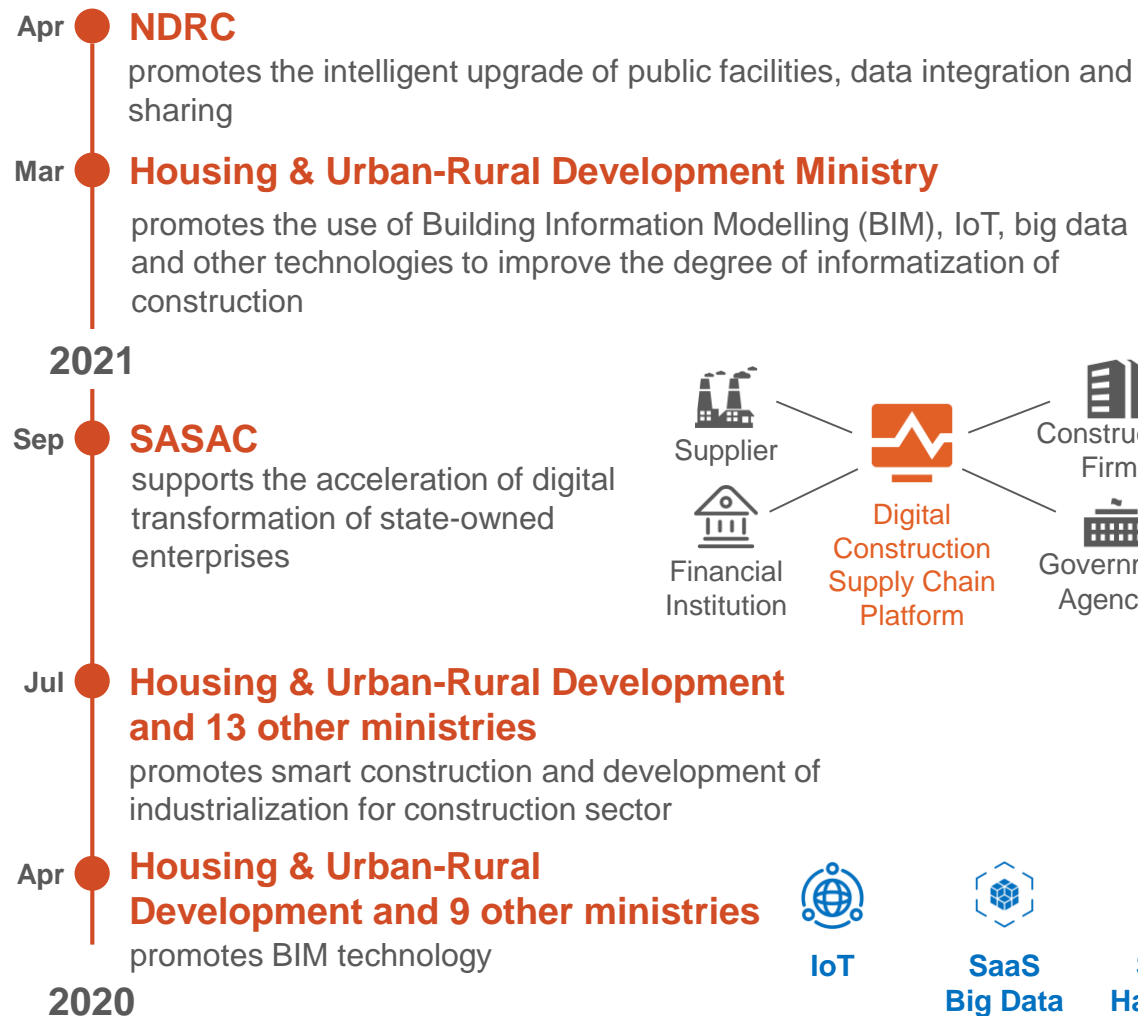 Apr
NDRC
promotes the intelligent upgrade of public facilities, data integration and
sharing
Mar
Housing & Urban-Rural Development Ministry
promotes the use of Building Information Modelling (BIM), IoT, big data
and other technologies to improve the degree of informatization of
construction
2021
Sep
SASAC
supports the acceleration of digital
transformation of state-owned
enterprises
Supplier
Financial
Institution
Digital
Construction
Supply Chain
Platform
Firm
Jul
Housing & Urban-Rural Development
and 13 other ministries
promotes smart construction and development of
industrialization for construction sector
Apr
Housing & Urban-Rural
Development and 9 other ministries
promotes BIM technology
2020
IoT
SaaS
Big Data